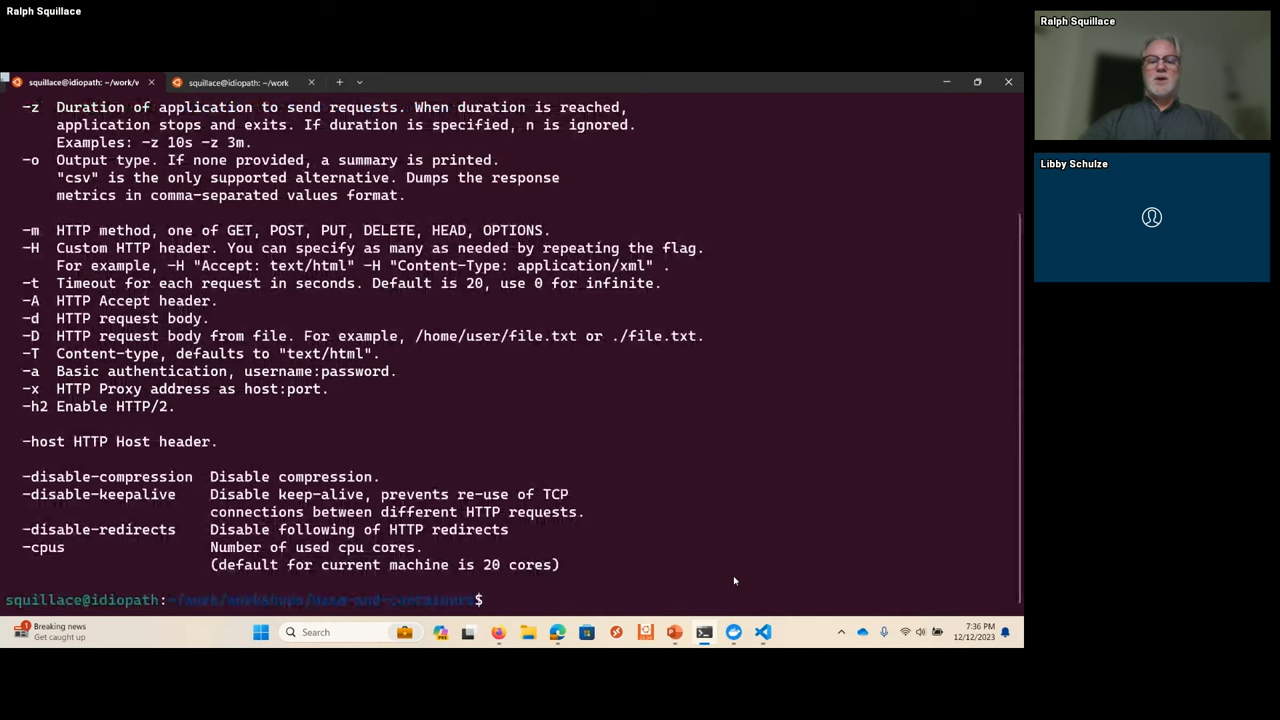 Ralph Squillace
squillace@idiopath: ~/work/v
squillace@idiopath: ~/work
-z Duration of application to send requests. When duration is reached,
application stops and exits. If duration is specified, n is ignored.
Examples: -z 10s -z 3m.
-o Output type. If none provided, a summary is printed.
"csv" is the only supported alternative. Dumps the response
metrics in comma-separated values format.
-m HTTP method, one of GET, POST, PUT, DELETE, HEAD, OPTIONS.
-H Custom HTTP header. You can specify as many as needed by repeating the flag.
For example, -H "Accept: text/html" -H "Content-Type: application/xml" .
-t Timeout for each request in seconds. Default is 20, use 0 for infinite.
-A HTTP Accept header.
-d HTTP request body.
-D HTTP request body from file. For example, /home/user/file.txt or ./file.txt.
-T Content-type, defaults to "text/html".
-a Basic authentication, username:password.
-x HTTP Proxy address as host:port.
-h2 Enable HTTP/2.
-host HTTP Host header.
-disable-compression Disable compression.
-disable-keepalive Disable keep-alive, prevents re-use of TCP
connections between different HTTP requests.
-disable-redirects Disable following of HTTP redirects
-cpus Number of used cpu cores.
(default for current machine is 20 cores)
squillace@idiopath:~/work/workshops/wasm-and-containers$
Breaking news
Get caught up
Search
7:36 PM
12/12/2023
Ralph Squillace
Libby Schulze